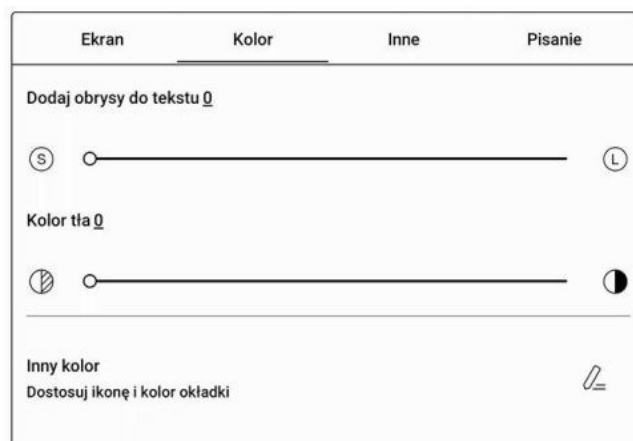 Ekran Kolor Inne Pisanie
Dodaj obrysy do tekstu 0
S L
Kolor tła 0
Inny kolor
Dostosuj ikonę i kolor okładki